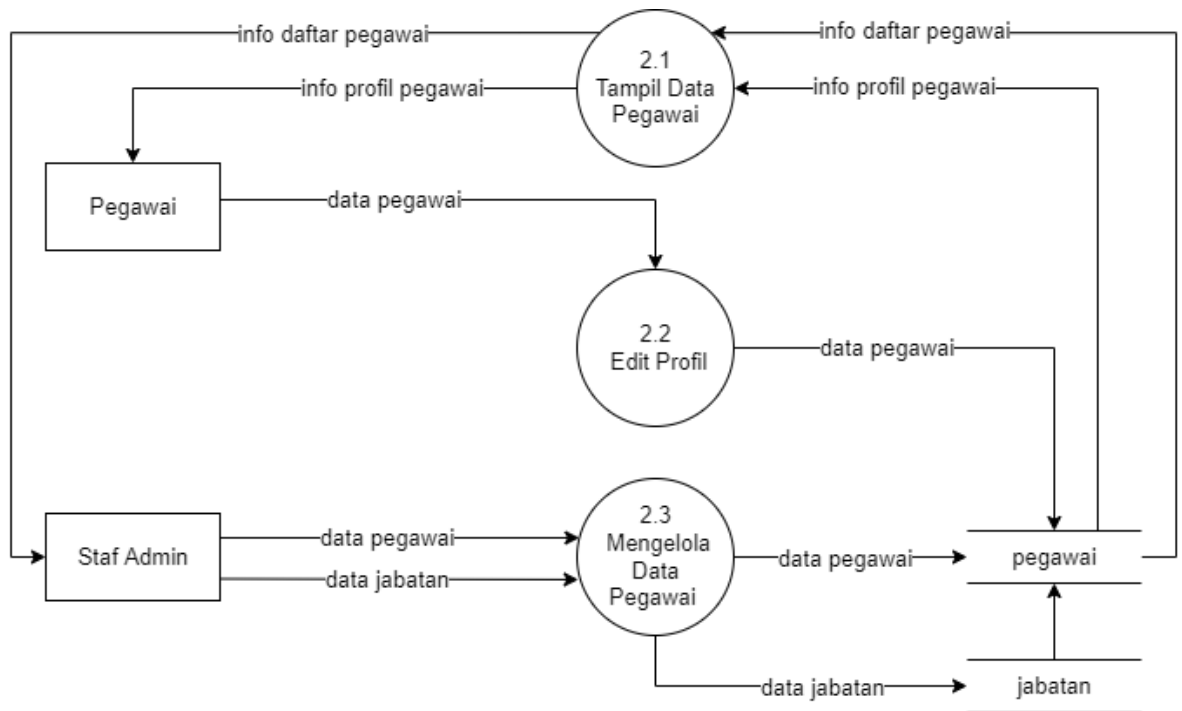 info daftar pegawai
info daftar pegawai
2.1
Tampil Data
Pegawai
info profil pegawai
info profil pegawai
Pegawai
data pegawai
2.2
Edit Profil
data pegawai
Staf Admin
data pegawai
data jabatan
2.3
Mengelola
Data
Pegawai
data pegawai
pegawai
data jabatan
jabatan